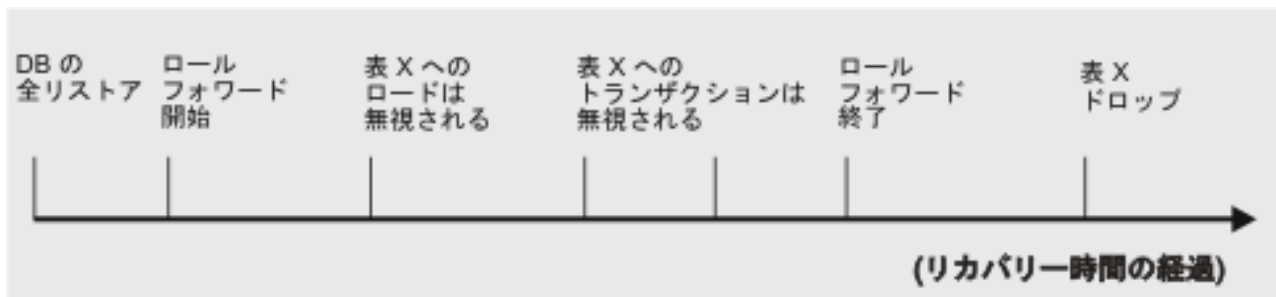 DB の
全リストア
ロール
フォワード
開始
表 X への
ロードは
無視される
表 X への
トランザクションは
無視される
ロール
フォワード
終了
表 X
ドロップ
(リカバリー時間の経過)